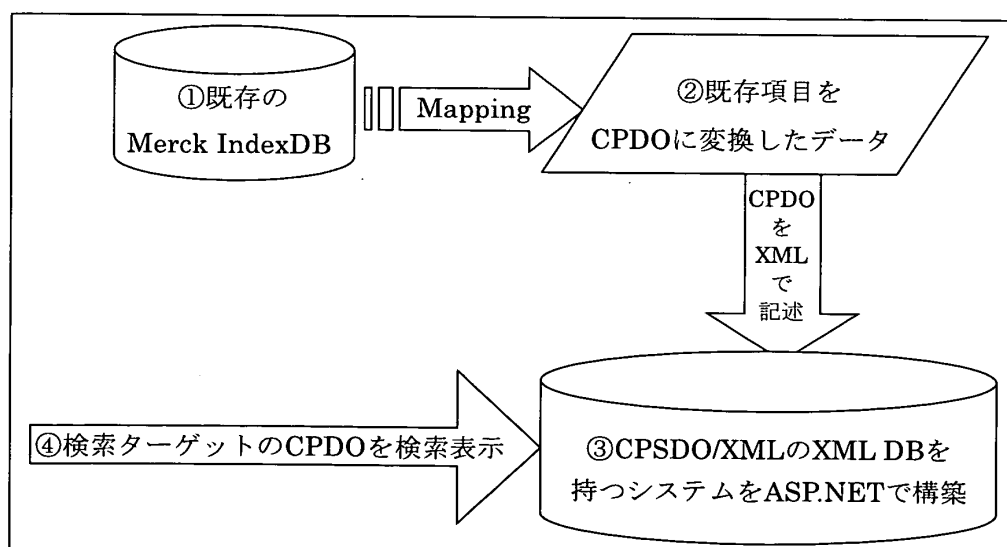 ①既存の
Merck IndexDB
Mapping
②既存項目を
CPDOに変換したデータ
CPDO
を
XML
で
記述
④検索ターゲットのCPDOを検索表示
③CPSDO/XMLのXML DBを
持つシステムをASP.NETで構築